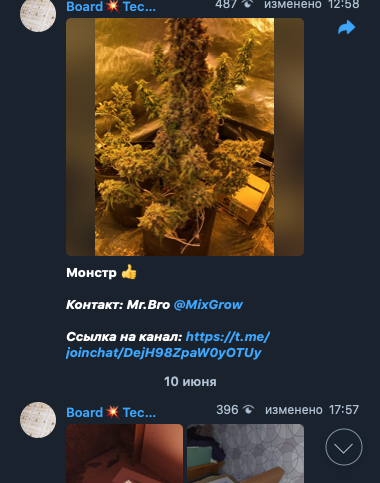 Board💥Tec... 487 изменено 12:58
Монстр 👍
Контакт: Mr.Bro @MixGrow
Ссылка на канал: https://t.me/
joinchat/DejH98ZpaW0yOTUy
10 июня
Board💥Tec... 396 изменено 17:57